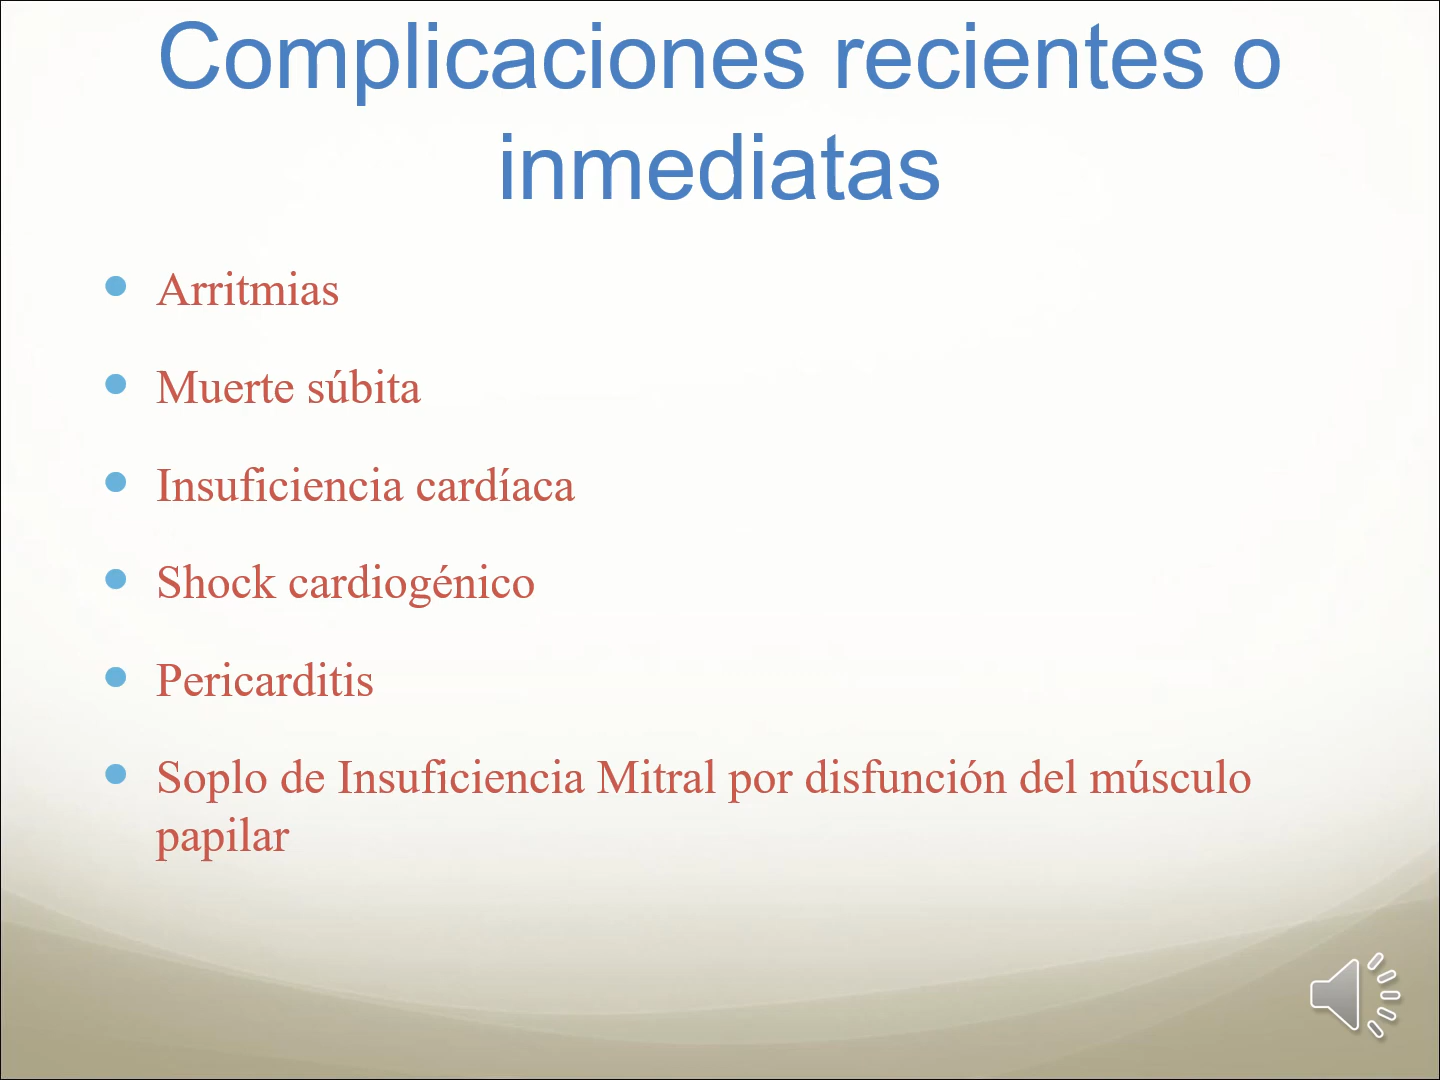 Complicaciones recientes o
inmediatas
Arritmias
Muerte súbita
Insuficiencia cardíaca
Shock cardiogénico
Pericarditis
Soplo de Insuficiencia Mitral por disfunción del músculo
papilar